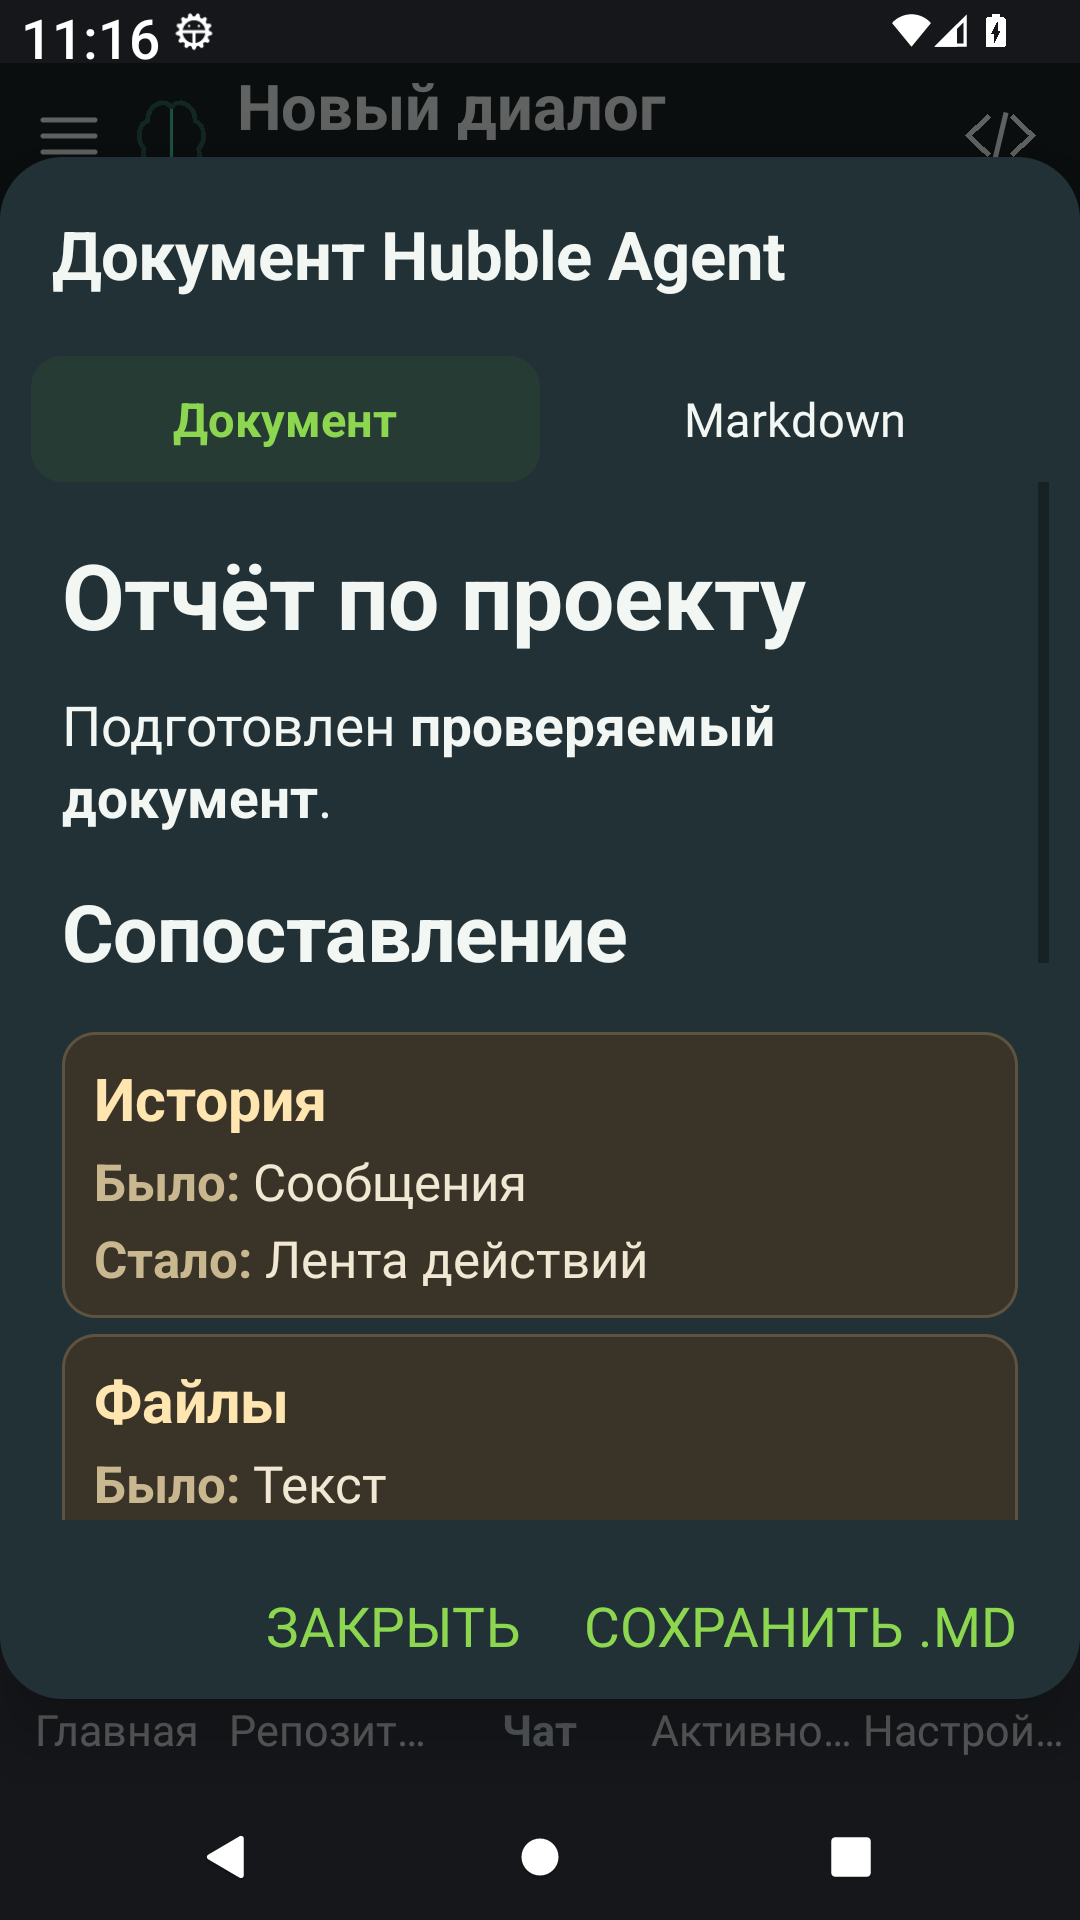 11:16
Новый диалог
Документ Hubble Agent
Документ
Markdown
Отчёт по проекту
Подготовлен проверяемый
документ.
Сопоставление
История
Было: Сообщения
Стало: Лента действий
Файлы
Было: Текст
ЗАКРЫТЬ
СОХРАНИТЬ .MD
Главная
Репозит…
Чат
Активно…
Настрой…